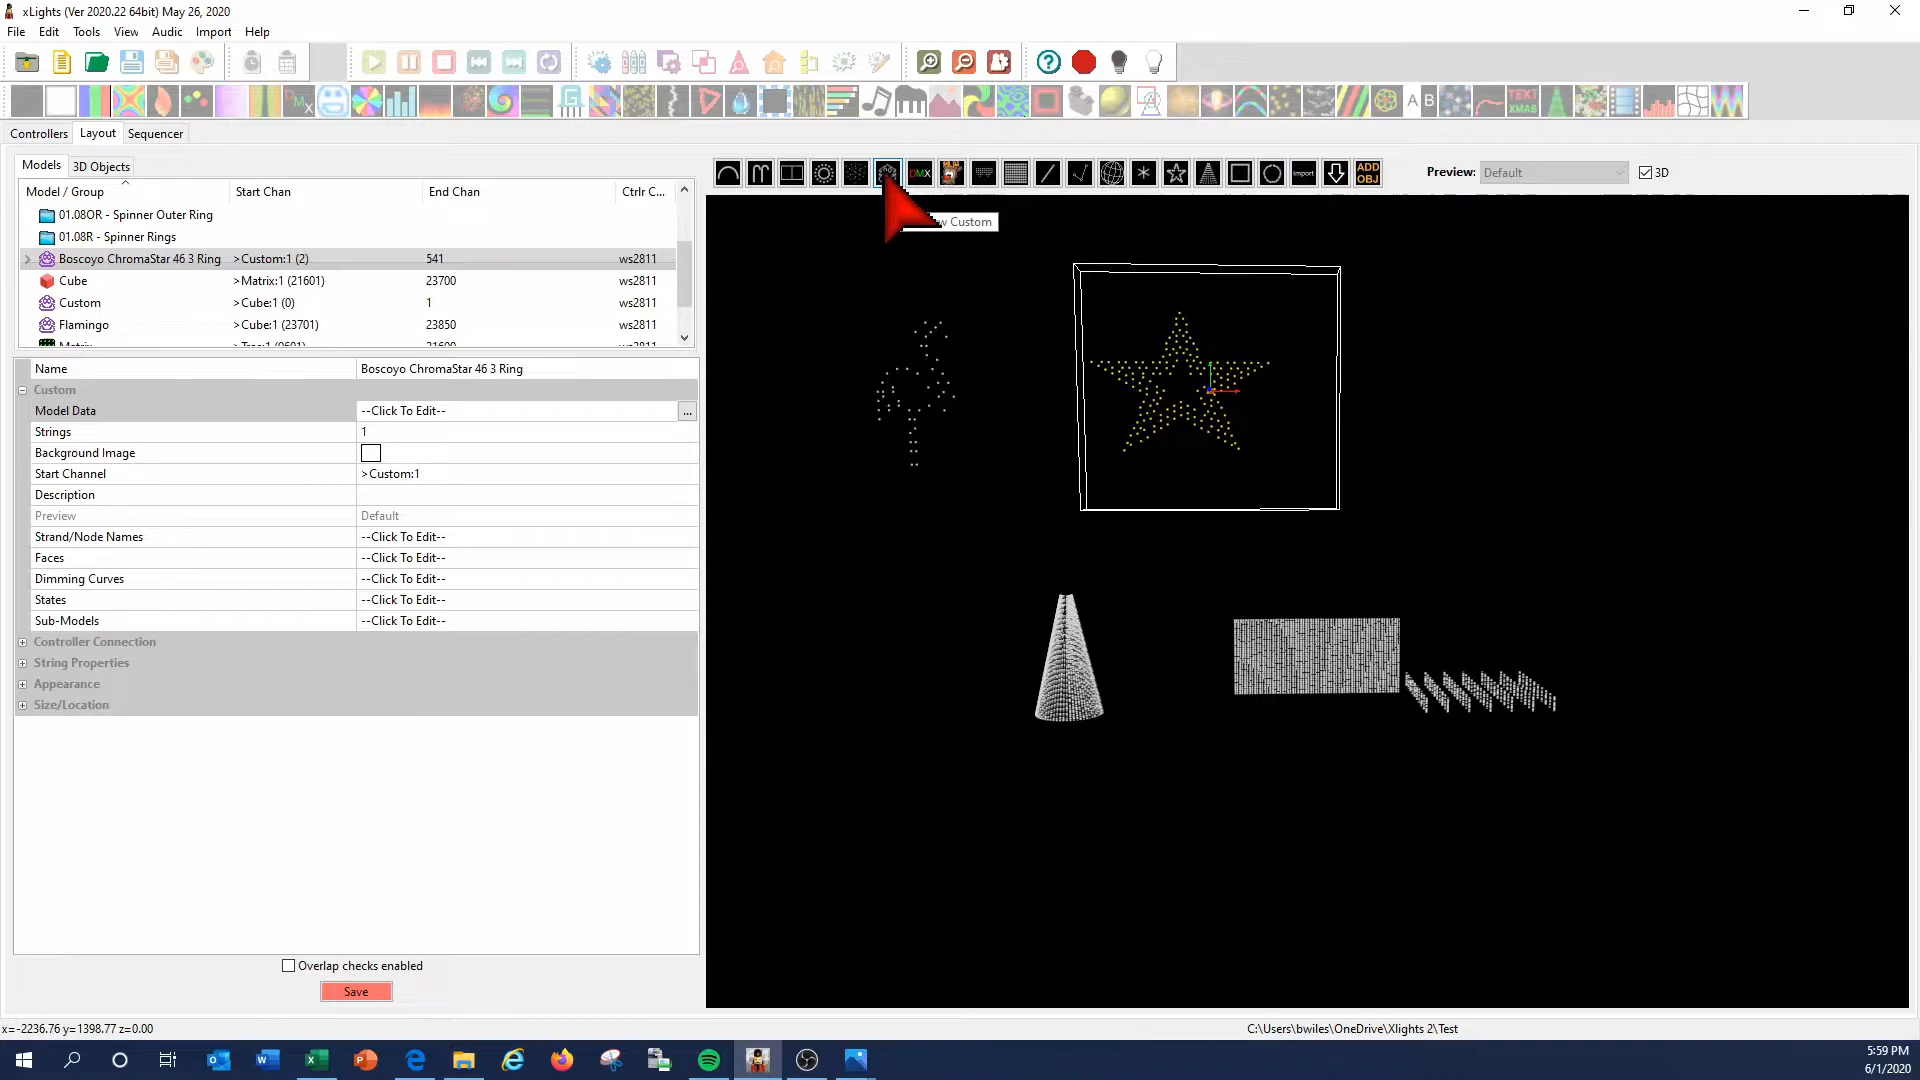 xLights (Ver 2020.22 64bit) May 26, 2020
File Edit Tools View Audio Import Help
Controllers Layout Sequencer
Models 3D Objects
Model / Group Start Chan End Chan Ctrlr C...
01.08OR - Spinner Outer Ring
01.08R - Spinner Rings
Boscoyo ChromaStar 46 3 Ring >Custom:1 (2) 541 ws2811
Cube >Matrix:1 (21601) 23700 ws2811
Custom >Cube:1 (0) 1 ws2811
Flamingo >Cube:1 (23701) 23850 ws2811
DMX
Import
ADD OBJ
Preview: Default 3D
w Custom
Name Boscoyo ChromaStar 46 3 Ring
Custom
Model Data --Click To Edit-- ...
Strings 1
Background Image
Start Channel >Custom:1
Description
Preview Default
Strand/Node Names --Click To Edit--
Faces --Click To Edit--
Dimming Curves --Click To Edit--
States --Click To Edit--
Sub-Models --Click To Edit--
Controller Connection
String Properties
Appearance
Size/Location
Overlap checks enabled
Save
x=-2236.76 y=1398.77 z=0.00 C:\Users\bwiles\OneDrive\Xlights 2\Test
5:59 PM
6/1/2020